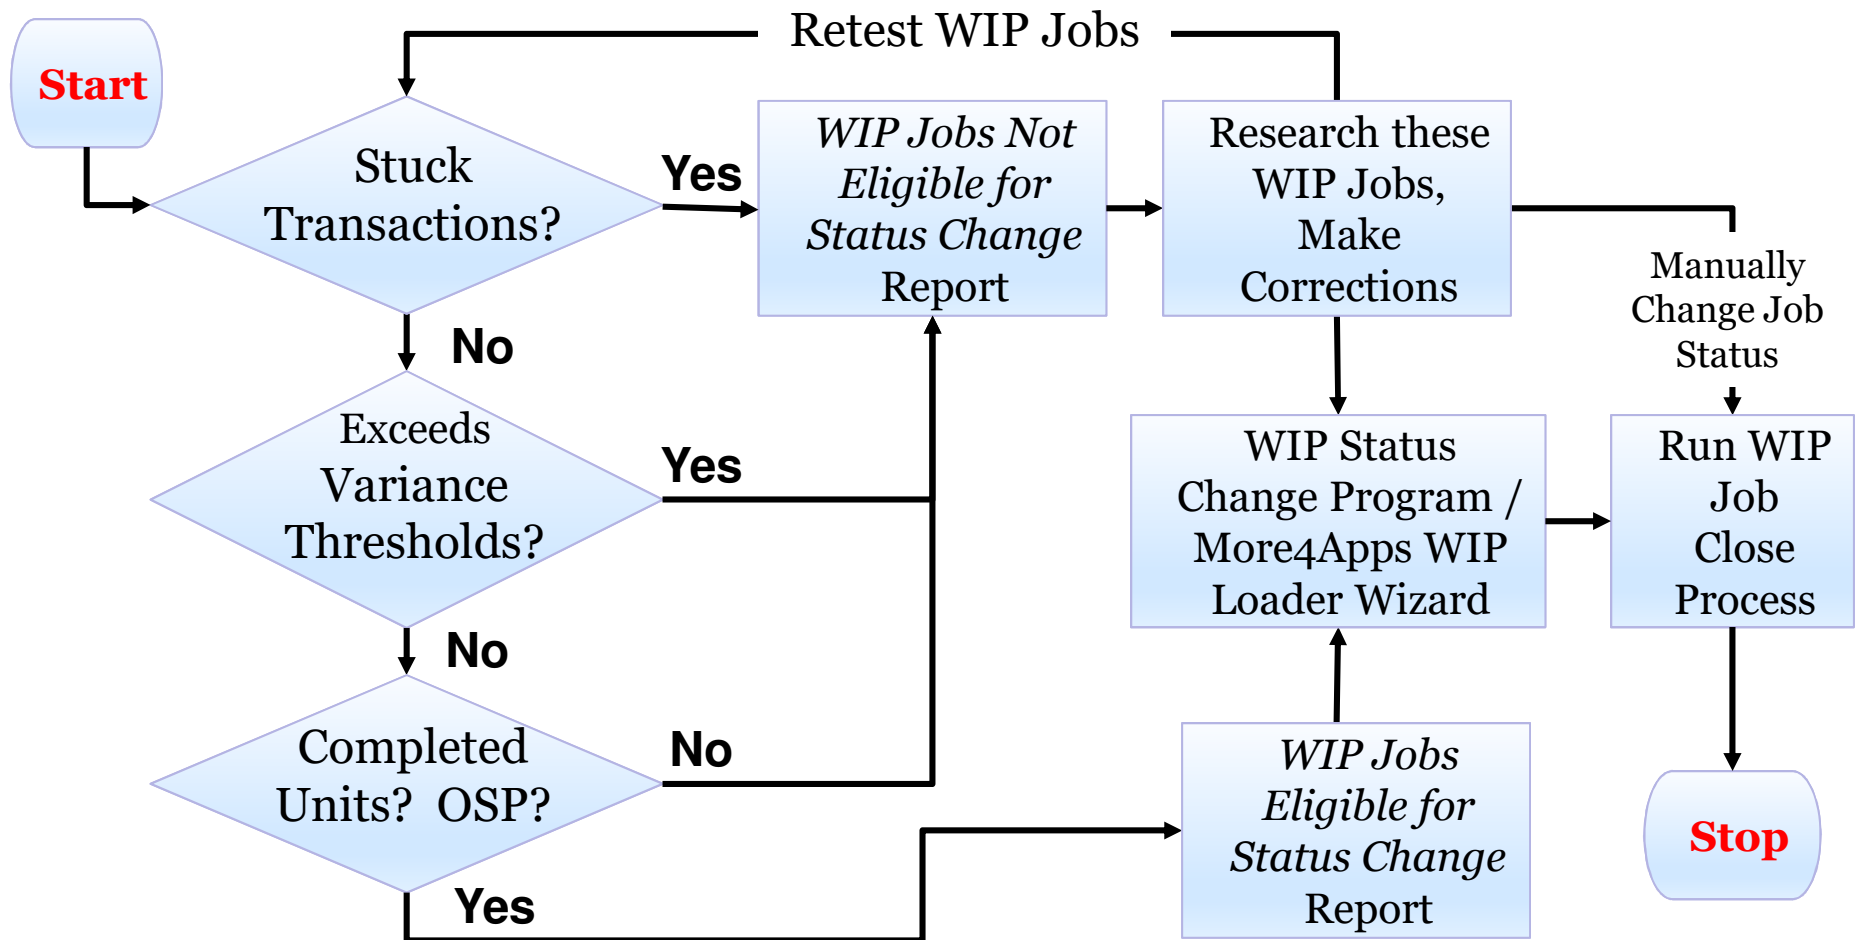 Retest WIP Jobs
Start
Stuck
Transactions?
Yes
WIP Jobs Not
Eligible for
Status Change
Report
Research these
WIP Jobs,
Make
Corrections
Manually
Change Job
Status
No
Exceeds
Variance
Thresholds?
Yes
WIP Status
Change Program /
More4Apps WIP
Loader Wizard
Run WIP
Job
Close
Process
No
Completed
Units? OSP?
No
Yes
WIP Jobs
Eligible for
Status Change
Report
Stop